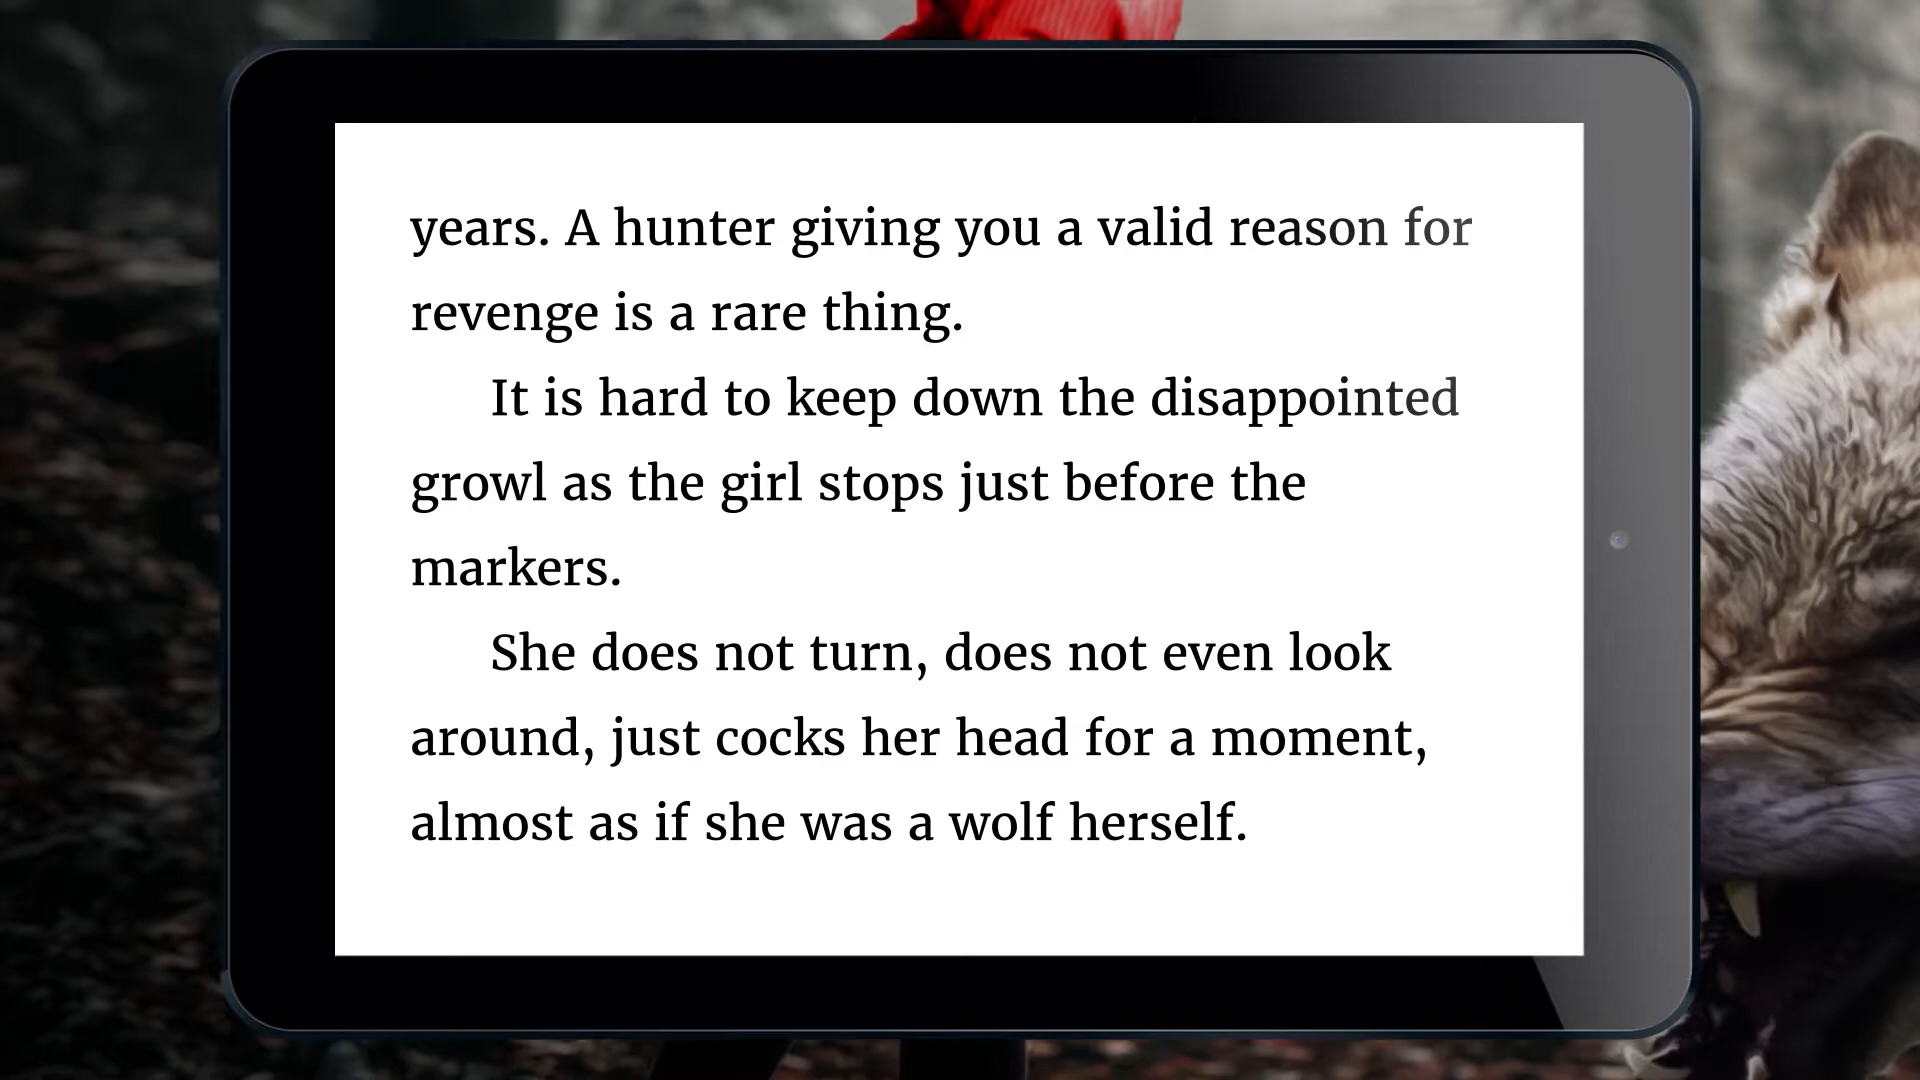 years. A hunter giving you a valid reason for
revenge is a rare thing.
It is hard to keep down the disappointed
growl as the girl stops just before the
markers.
She does not turn, does not even look
around, just cocks her head for a moment,
almost as if she was a wolf herself.